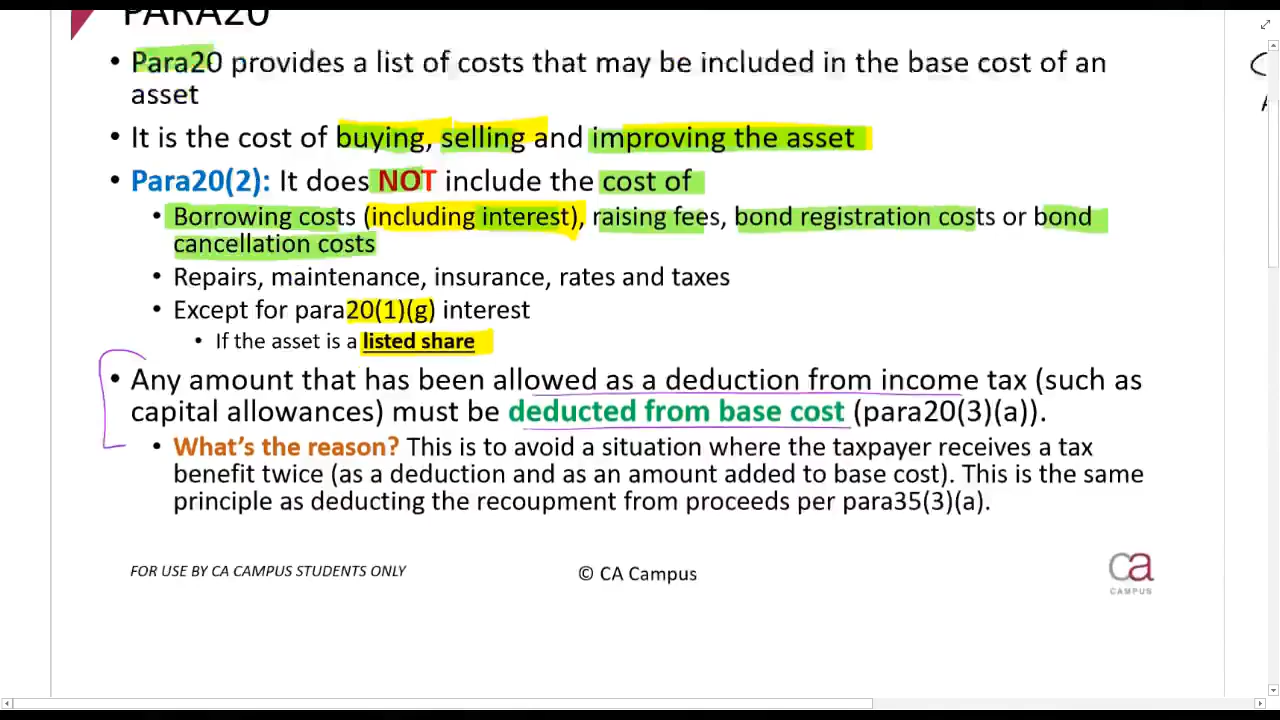 PARA20
• Para20 provides a list of costs that may be included in the base cost of an
asset
• It is the cost of buying, selling and improving the asset
• Para20(2): It does NOT include the cost of
• Borrowing costs (including interest), raising fees, bond registration costs or bond
cancellation costs
• Repairs, maintenance, insurance, rates and taxes
• Except for para20(1)(g) interest
• If the asset is a listed share
• Any amount that has been allowed as a deduction from income tax (such as
capital allowances) must be deducted from base cost (para20(3)(a)).
• What's the reason? This is to avoid a situation where the taxpayer receives a tax
benefit twice (as a deduction and as an amount added to base cost). This is the same
principle as deducting the recoupment from proceeds per para35(3)(a).
FOR USE BY CA CAMPUS STUDENTS ONLY
© CA Campus
ca
CAMPUS